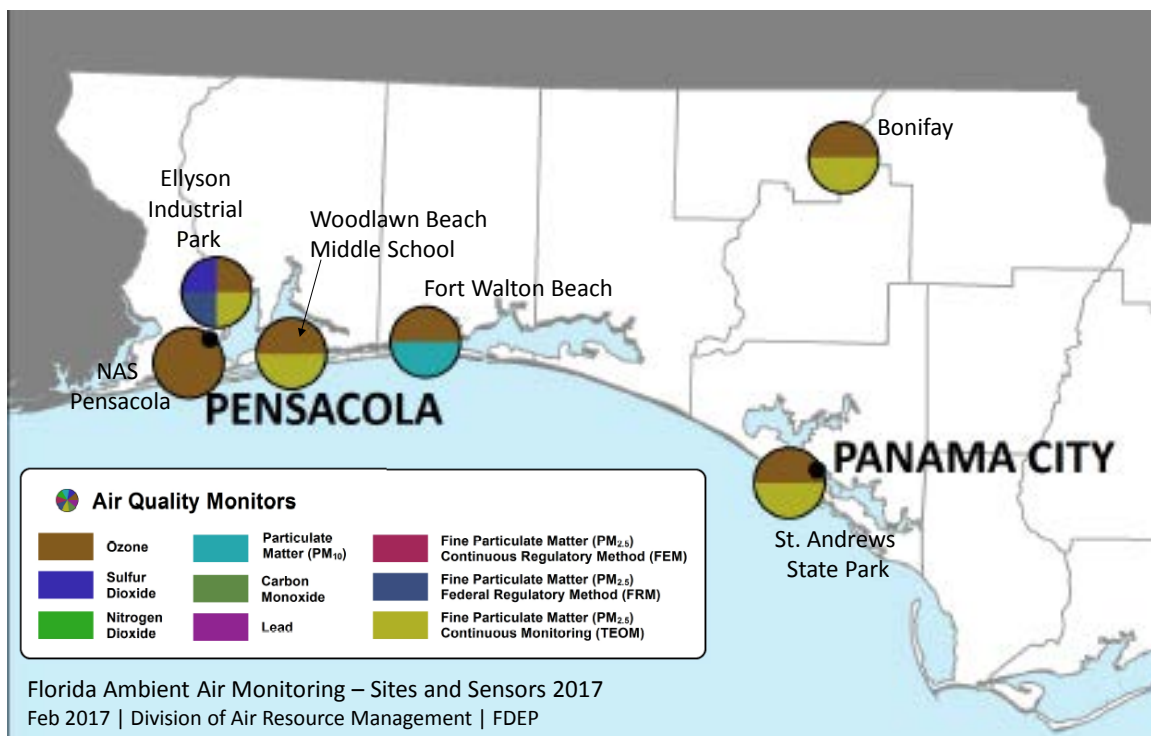 Bonifay
Ellyson
Industrial
Park
Woodlawn Beach
Middle School
Fort Walton Beach
NAS
Pensacola
PENSACOLA
PANAMA CITY
St. Andrews
State Park
Air Quality Monitors
Ozone
Sulfur
Dioxide
Nitrogen
Dioxide
Particulate
Matter (PM₁₀)
Carbon
Monoxide
Lead
Fine Particulate Matter (PM₂.₅)
Continuous Regulatory Method (FEM)
Fine Particulate Matter (PM₂.₅)
Federal Regulatory Method (FRM)
Fine Particulate Matter (PM₂.₅)
Continuous Monitoring (TEOM)
Florida Ambient Air Monitoring – Sites and Sensors 2017
Feb 2017 | Division of Air Resource Management | FDEP